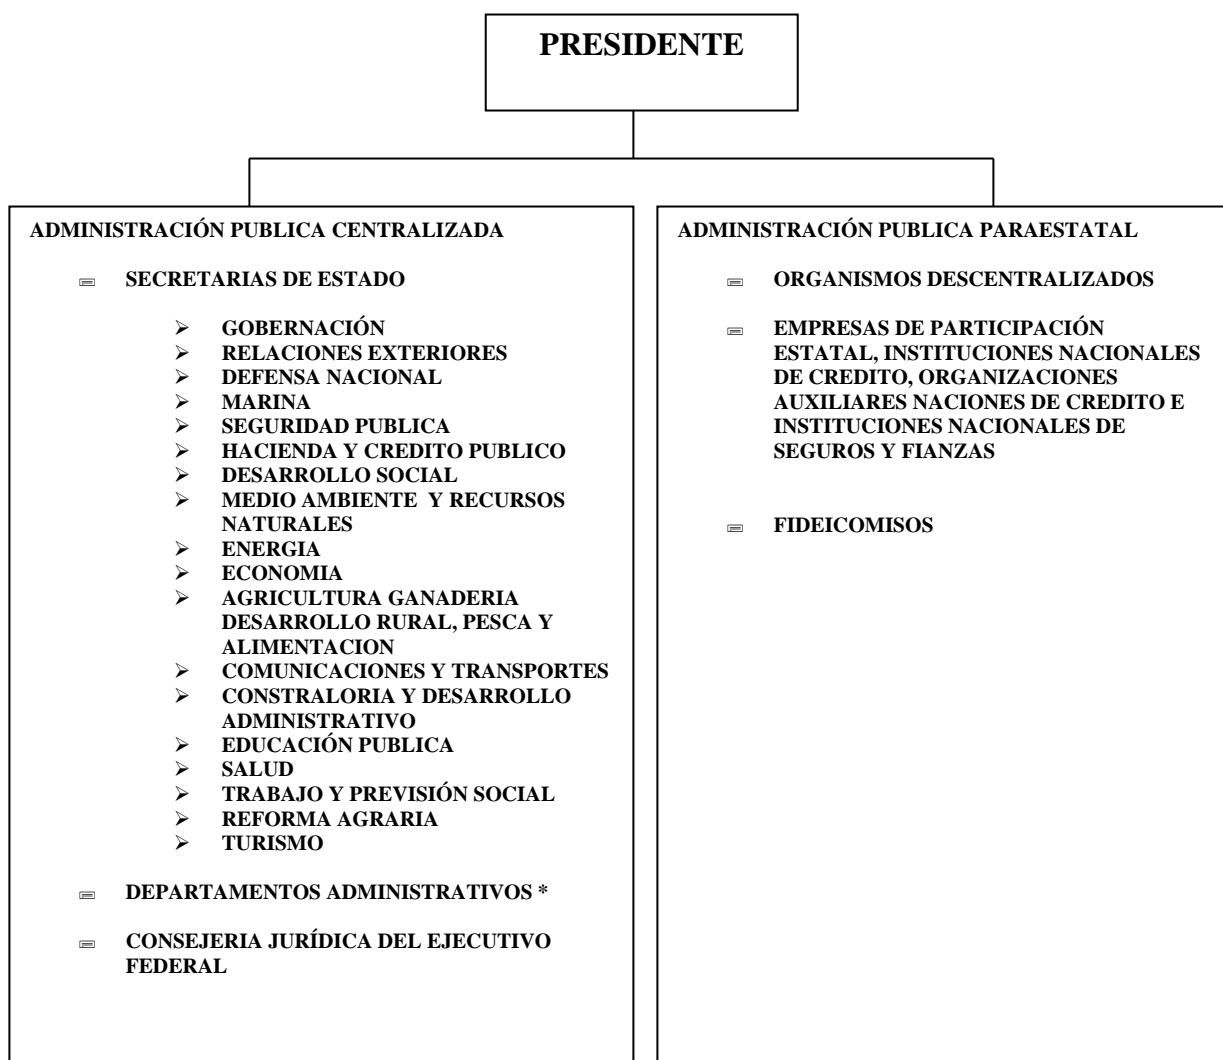 PRESIDENTE
ADMINISTRACIÓN PUBLICA CENTRALIZADA
SECRETARIAS DE ESTADO
GOBERNACIÓN
RELACIONES EXTERIORES
DEFENSA NACIONAL
MARINA
SEGURIDAD PUBLICA
HACIENDA Y CREDITO PUBLICO
DESARROLLO SOCIAL
MEDIO AMBIENTE Y RECURSOS
NATURALES
ENERGIA
ECONOMIA
AGRICULTURA GANADERIA
DESARROLLO RURAL, PESCA Y
ALIMENTACION
COMUNICACIONES Y TRANSPORTES
CONSTRALORIA Y DESARROLLO
ADMINISTRATIVO
EDUCACIÓN PUBLICA
SALUD
TRABAJO Y PREVISIÓN SOCIAL
REFORMA AGRARIA
TURISMO
DEPARTAMENTOS ADMINISTRATIVOS *
CONSEJERIA JURÍDICA DEL EJECUTIVO
FEDERAL
ADMINISTRACIÓN PUBLICA PARAESTATAL
ORGANISMOS DESCENTRALIZADOS
EMPRESAS DE PARTICIPACIÓN
ESTATAL, INSTITUCIONES NACIONALES
DE CREDITO, ORGANIZACIONES
AUXILIARES NACIONES DE CREDITO E
INSTITUCIONES NACIONALES DE
SEGUROS Y FIANZAS
FIDEICOMISOS